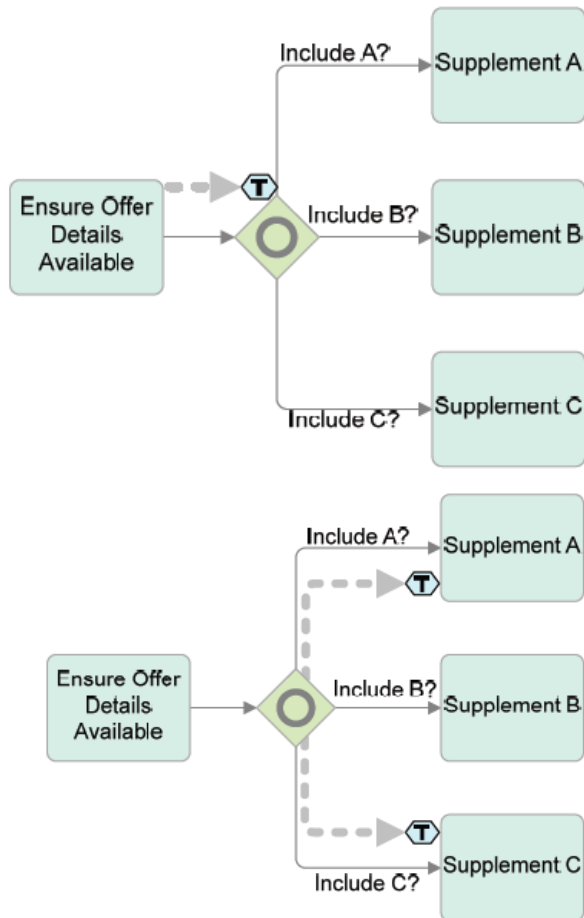 Include A?
Supplement A
T
Ensure Offer
Details
Available
Include B?
Supplement B
Include C?
Supplement C
Include A?
Supplement A
T
Ensure Offer
Details
Available
Include B?
Supplement B
T
Include C?
Supplement C